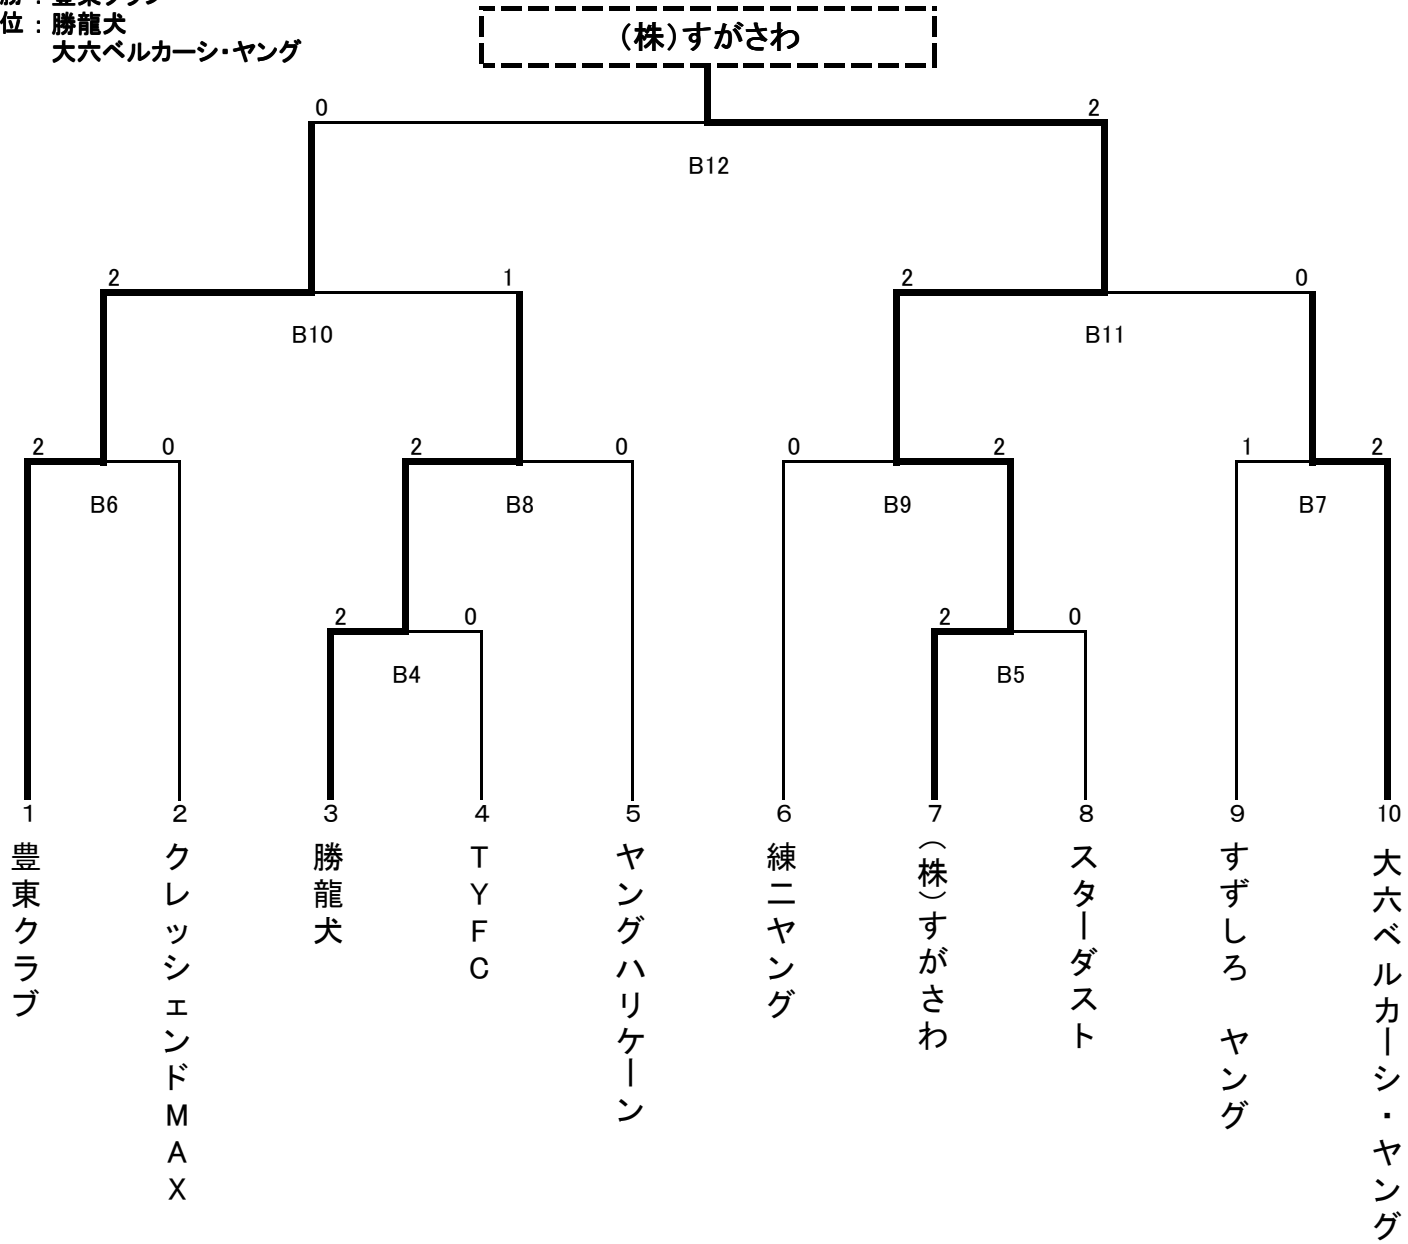 位：勝龍犬
大六ベルカーシ・ヤング
（株）すがさわ
0 2
B12
2 1 2 0
B10 B11
2 0 2 0 0 2 1 2
B6 B8 B9 B7
2 0 2 0
B4 B5
1 2 3 4 5 6 7 8 9 10
豊東クラブ
クレッシェンドMAX
勝龍犬
TYFC
ヤングハリケーン
練ニヤング
（株）すがさわ
スターダスト
すずしろ　ヤング
大六ベルカーシ・ヤング